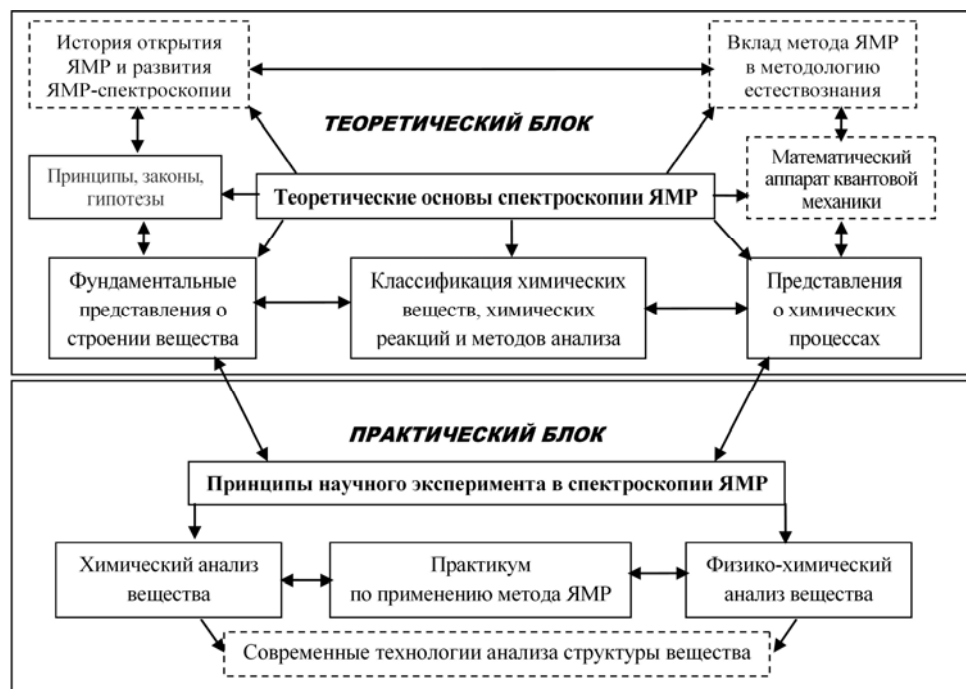 История открытия
ЯМР и развития
ЯМР-спектроскопии
Вклад метода ЯМР
в методологию
естествознания
ТЕОРЕТИЧЕСКИЙ БЛОК
Принципы, законы,
гипотезы
Теоретические основы спектроскопии ЯМР
Математический
аппарат квантовой
механики
Фундаментальные
представления о
строении вещества
Классификация химических
веществ, химических
реакций и методов анализа
Представления
о химических
процессах
ПРАКТИЧЕСКИЙ БЛОК
Принципы научного эксперимента в спектроскопии ЯМР
Химический анализ
вещества
Практикум
по применению метода ЯМР
Физико-химический
анализ вещества
Современные технологии анализа структуры вещества